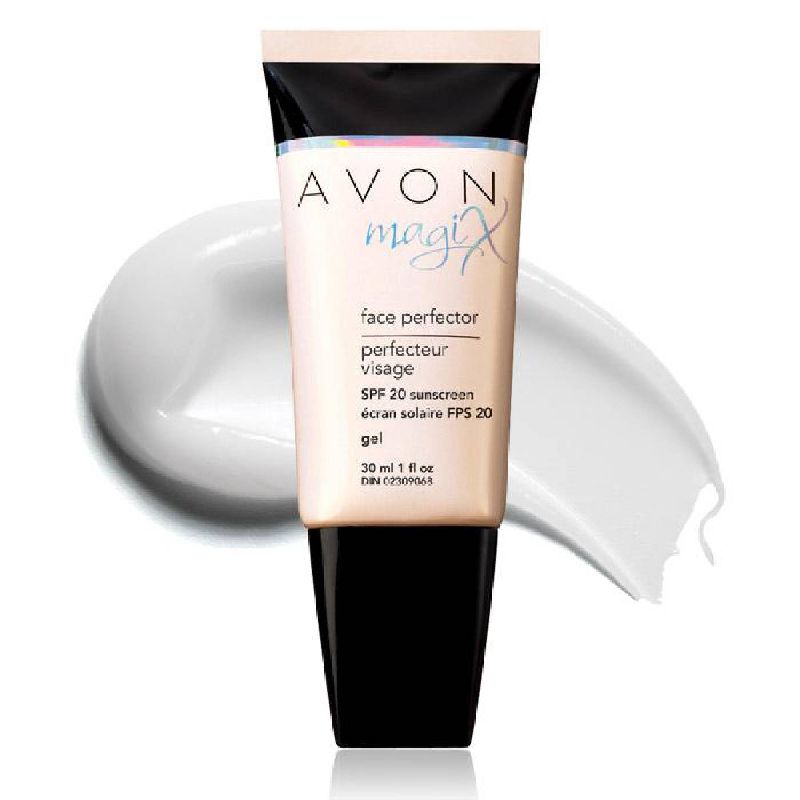 AVON
magiX
face perfector
perfecteur
visage
SPF 20 sunscreen
écran solaire FPS 20
gel
30 ml 1 fl oz
DIN 02309068